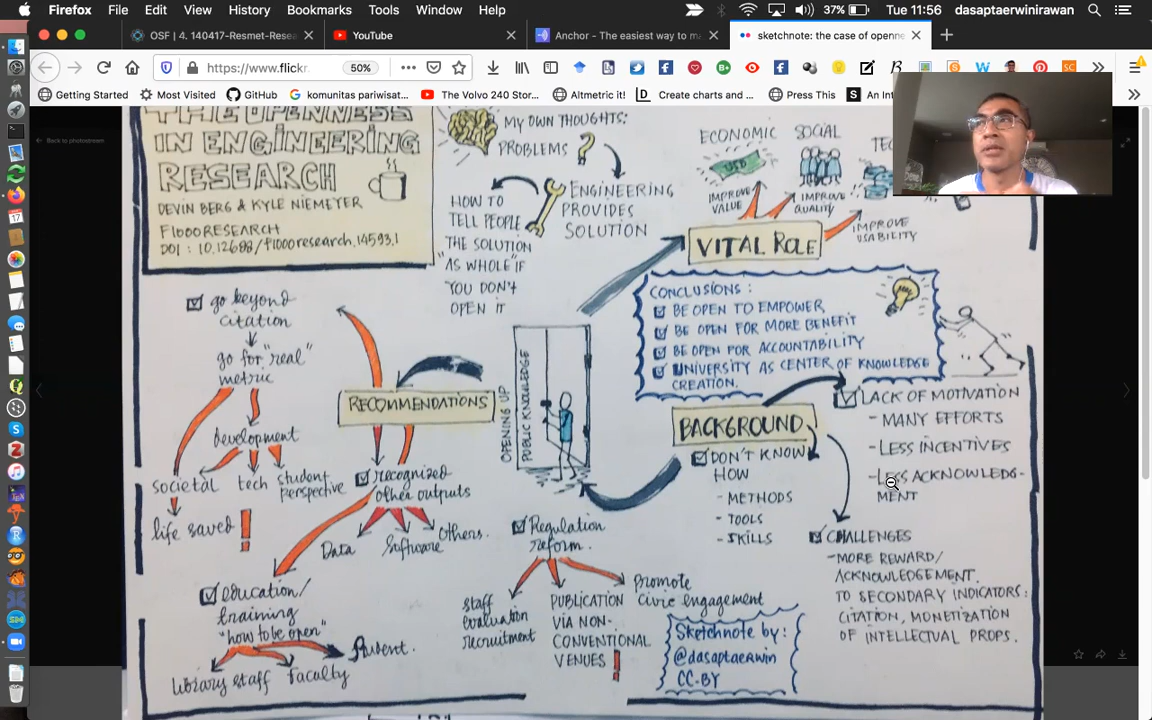 Firefox File Edit View History Bookmarks Tools Window Help
37% Tue 11:56 dasaptaerwinirawan
OSF | 4. 140417-Resmet-Resea
YouTube
Anchor - The easiest way to ma
sketchnote: the case of openne
https://www.flickr.
50%
Getting Started
Most Visited
GitHub
komunitas pariwisat...
The Volvo 240 Stor...
Altmetric it!
Create charts and ...
Press This
An Int
Back to photostream
THE OPENNESS
IN ENGINEERING
RESEARCH
DEVIN BERG & KYLE NIEMEYER
F1000RESEARCH
DOI : 10.12688/f1000research.14593.1
MY OWN THOUGHTS:
PROBLEMS ?
ENGINEERING
PROVIDES
SOLUTION
HOW TO
TELL PEOPLE
THE SOLUTION
"AS WHOLE" IF
YOU DON'T
OPEN IT
ECONOMIC
SOCIAL
TEC
USD
IMPROVE
VALUE
IMPROVE
QUALITY
IMPROVE
USABILITY
VITAL ROLE
CONCLUSIONS :
BE OPEN TO EMPOWER
BE OPEN FOR MORE BENEFIT
BE OPEN FOR ACCOUNTABILITY
UNIVERSITY AS CENTER OF KNOWLEDGE
CREATION.
OPENING UP
PUBLIC KNOWLEDGE
RECOMMENDATIONS
go beyond
citation
go for "real"
metric
development
societal
tech
student
perspective
life saved !
recognized
other outputs
Data
Software
Others.
education/
training
"how to be open"
library staff
Faculty
Student.
Regulation
reform.
staff
evaluation
recruitment
PUBLICATION
VIA NON-
CONVENTIONAL
VENUES !
Promote
civic engagement
BACKGROUND
DON'T KNOW
HOW
- METHODS
- TOOLS
- SKILLS
LACK OF MOTIVATION
- MANY EFFORTS
- LESS INCENTIVES
- LESS ACKNOWLEDG-
MENT
CHALLENGES
- MORE REWARD/
ACKNOWLEDGEMENT.
TO SECONDARY INDICATORS:
CITATION, MONETIZATION
OF INTELLECTUAL PROPS.
Sketchnote by:
@dasaptaerwin
CC-BY